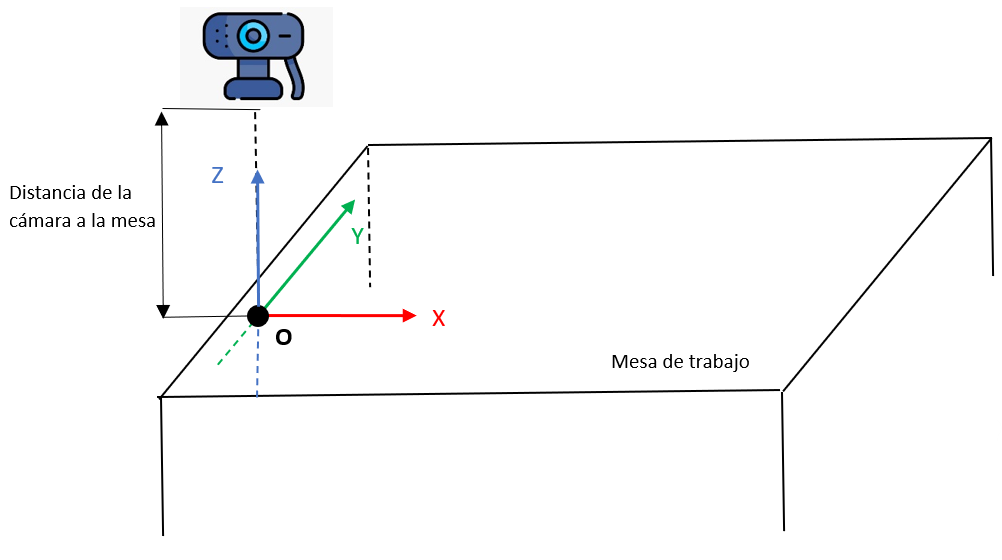 Z
Distancia de la
cámara a la mesa
Y
X
O
Mesa de trabajo